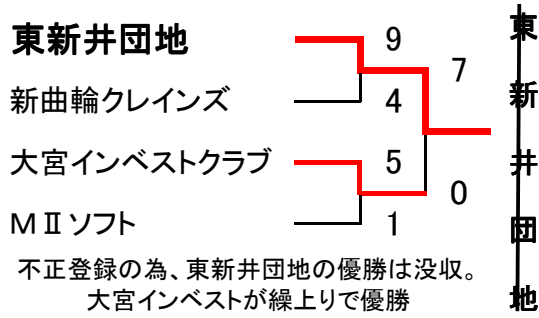 東新井団地
9
7
新曲輪クレインズ
4
大宮インベストクラブ
5
0
MⅡソフト
1
不正登録の為、東新井団地の優勝は没収。
大宮インベストが繰上りで優勝
東新井団地